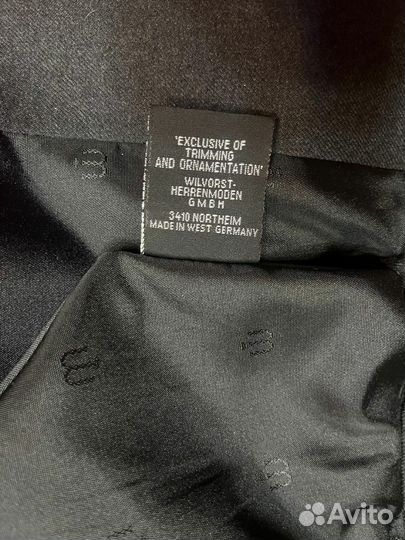 'EXCLUSIVE OF
TRIMMING
AND ORNAMENTATION'
WILVORST-
HERRENMODEN
GMBH
3410 NORTHEIM
MADE IN WEST GERMANY
Avito